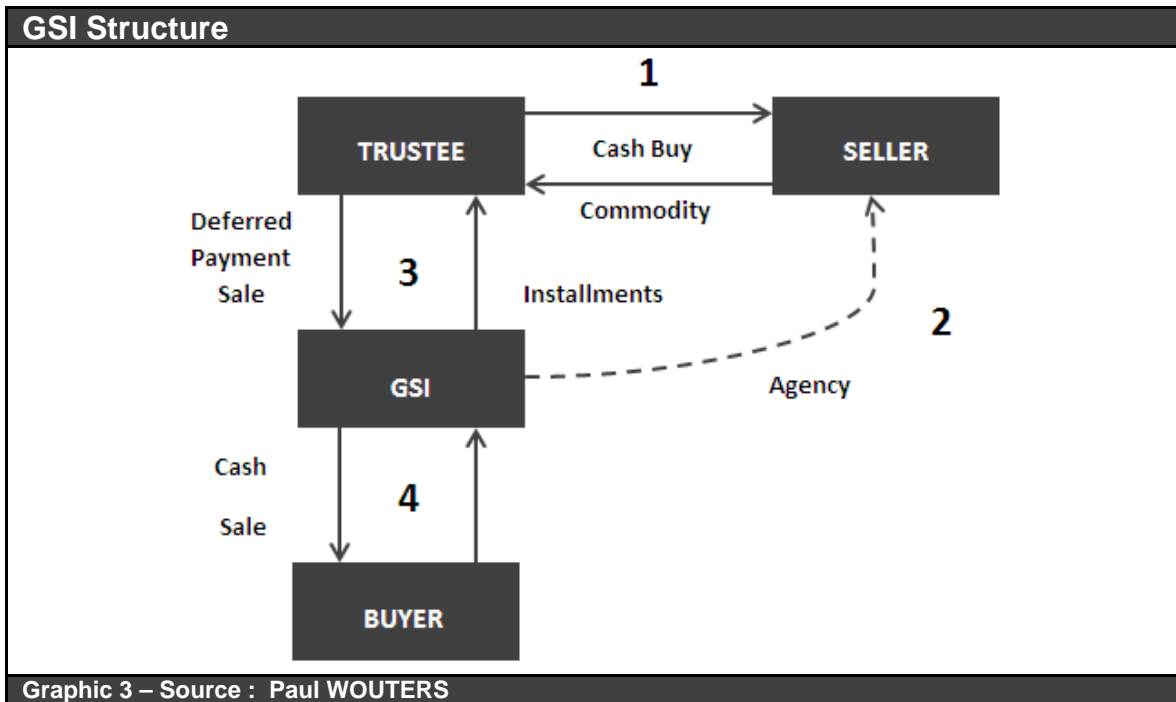 GSI Structure
1
TRUSTEE
Cash Buy
SELLER
Commodity
Deferred
Payment
Sale
3
Installments
2
GSI
Agency
Cash
Sale
4
BUYER
Graphic 3 – Source : Paul WOUTERS